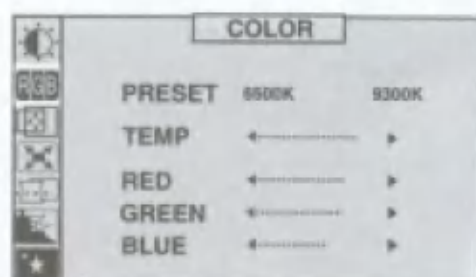 COLOR
RGB
PRESET 6500K 9300K
TEMP
RED
GREEN
BLUE